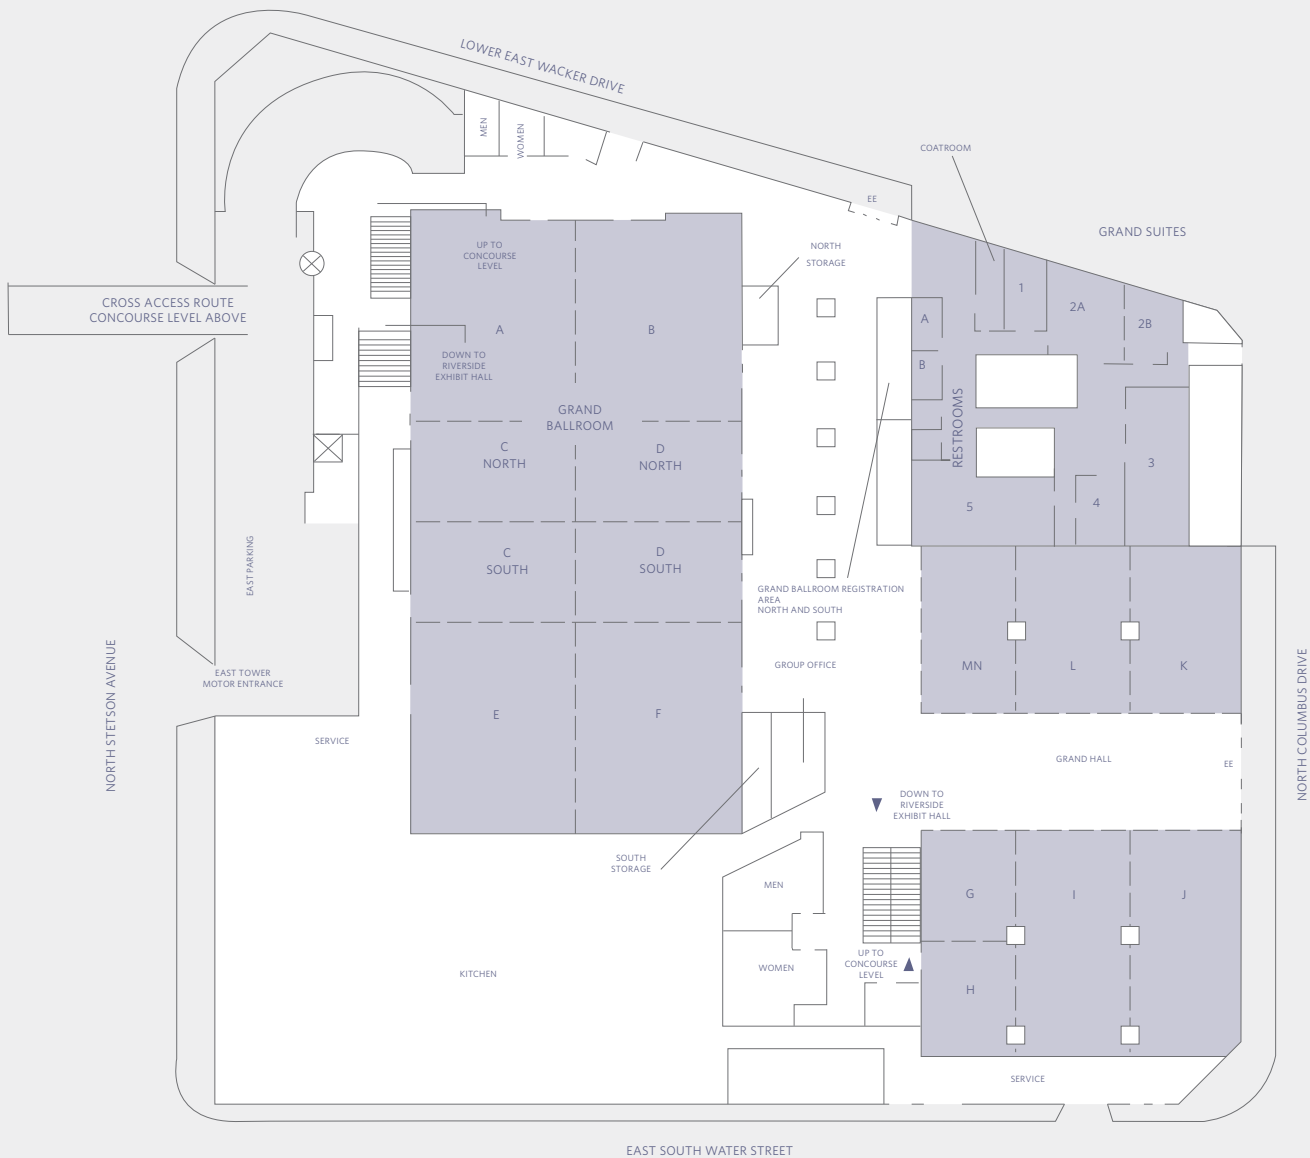 LOWER EAST WACKER DRIVE
MEN
WOMEN
COATROOM
EE
GRAND SUITES
UP TO
CONCOURSE
LEVEL
NORTH
STORAGE
1
2A
2B
CROSS ACCESS ROUTE
CONCOURSE LEVEL ABOVE
A
B
A
DOWN TO
RIVERSIDE
EXHIBIT HALL
B
GRAND
BALLROOM
RESTROOMS
C
NORTH
D
NORTH
3
4
5
C
SOUTH
D
SOUTH
EAST PARKING
GRAND BALLROOM REGISTRATION
AREA
NORTH AND SOUTH
GROUP OFFICE
MN
L
K
NORTH STETSON AVENUE
EAST TOWER
MOTOR ENTRANCE
NORTH COLUMBUS DRIVE
E
F
SERVICE
GRAND HALL
EE
DOWN TO
RIVERSIDE
EXHIBIT HALL
SOUTH
STORAGE
MEN
G
I
J
WOMEN
UP TO
CONCOURSE
LEVEL
KITCHEN
H
SERVICE
EAST SOUTH WATER STREET